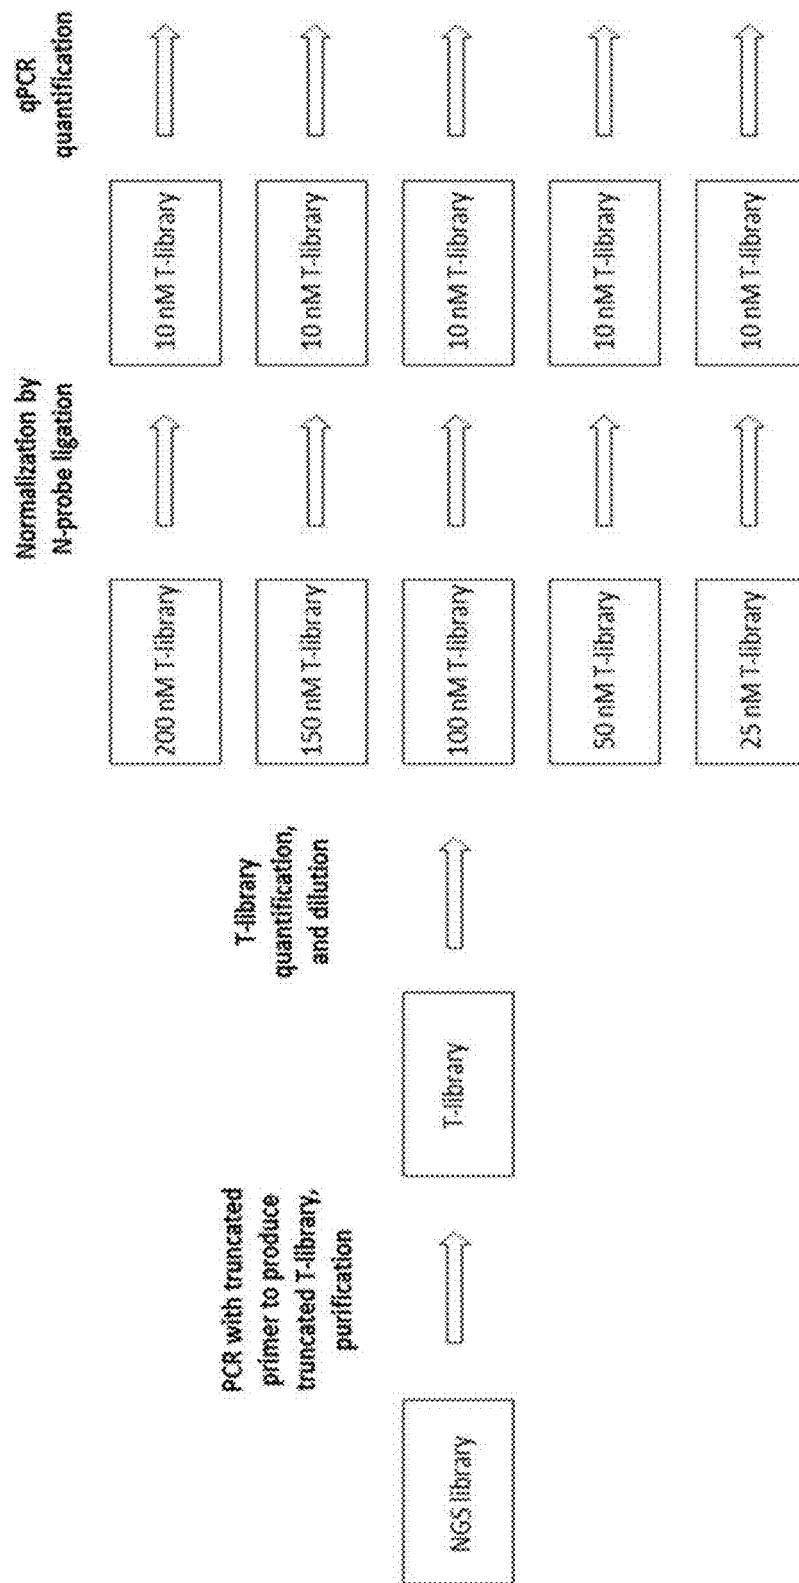 NGS library
PCR with truncated
primer to produce
truncated T-library,
purification
T-library
T-library
quantification,
and dilution
200 nM T-library
150 nM T-library
100 nM T-library
50 nM T-library
25 nM T-library
Normalization by
N-probe ligation
10 nM T-library
10 nM T-library
10 nM T-library
10 nM T-library
10 nM T-library
qPCR
quantification